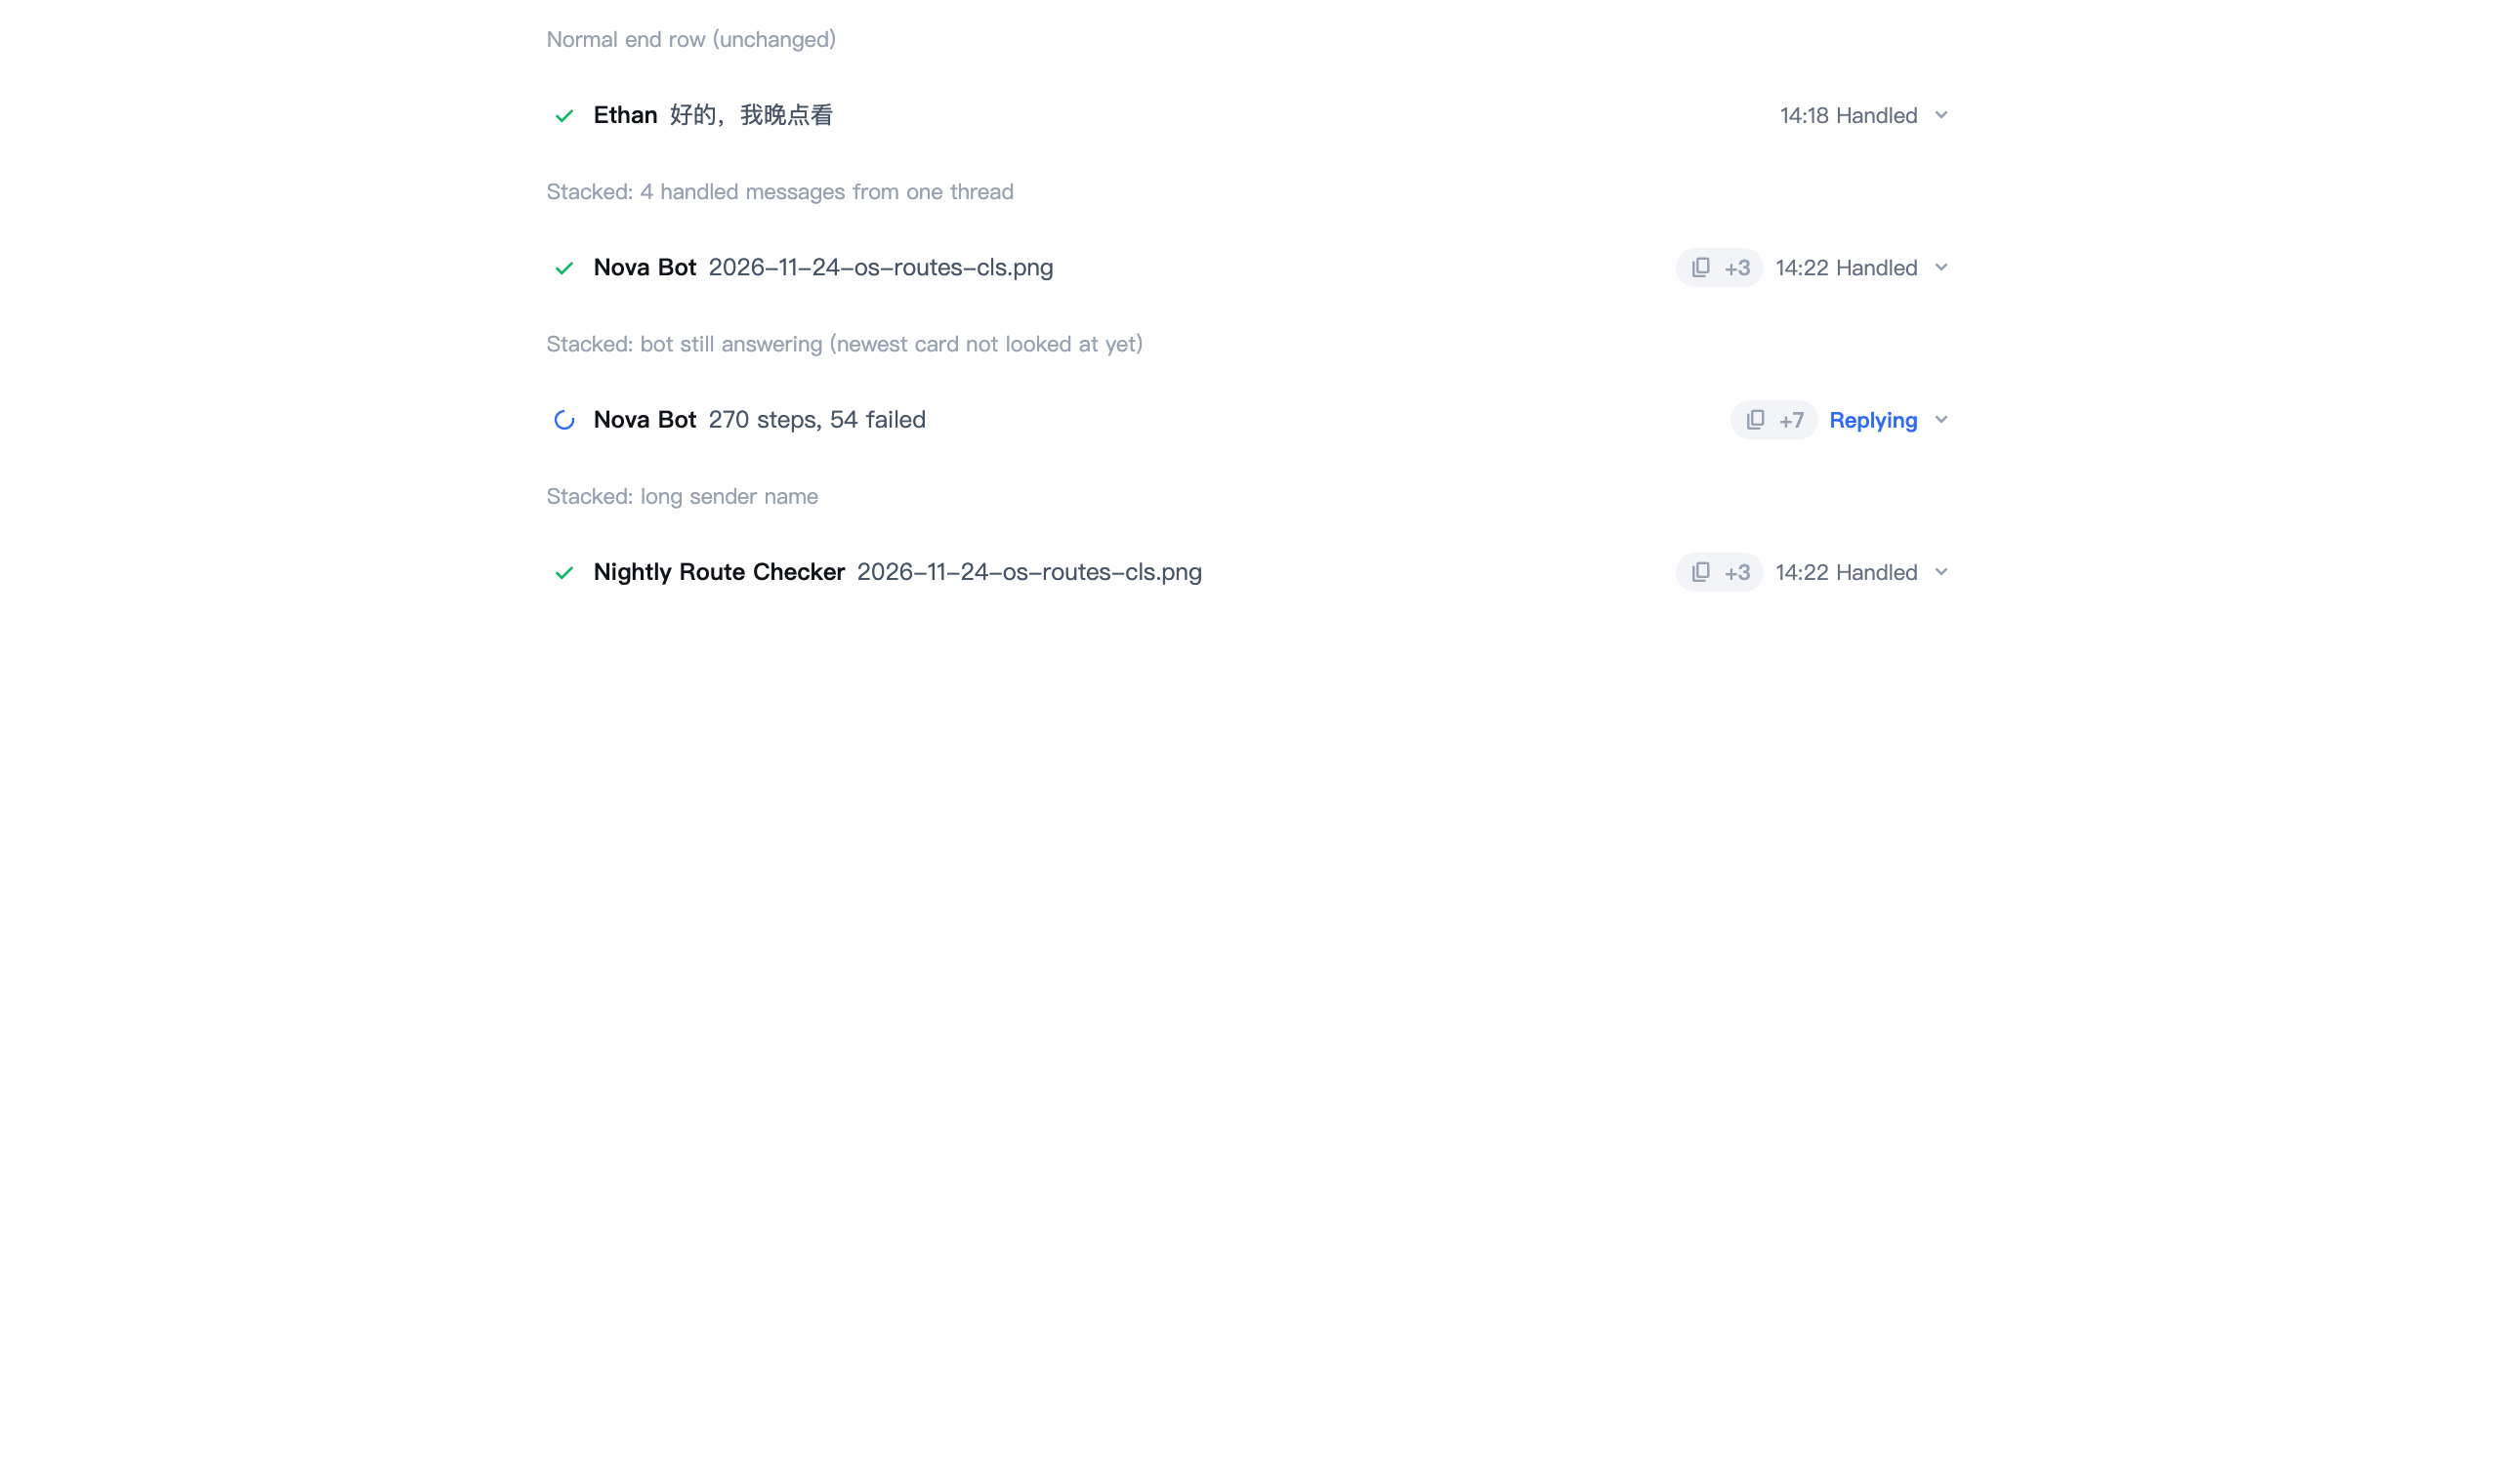 Normal end row (unchanged)
Ethan 好的，我晚点看 14:18 Handled
Stacked: 4 handled messages from one thread
Nova Bot 2026-11-24-os-routes-cls.png +3 14:22 Handled
Stacked: bot still answering (newest card not looked at yet)
Nova Bot 270 steps, 54 failed +7 Replying
Stacked: long sender name
Nightly Route Checker 2026-11-24-os-routes-cls.png +3 14:22 Handled